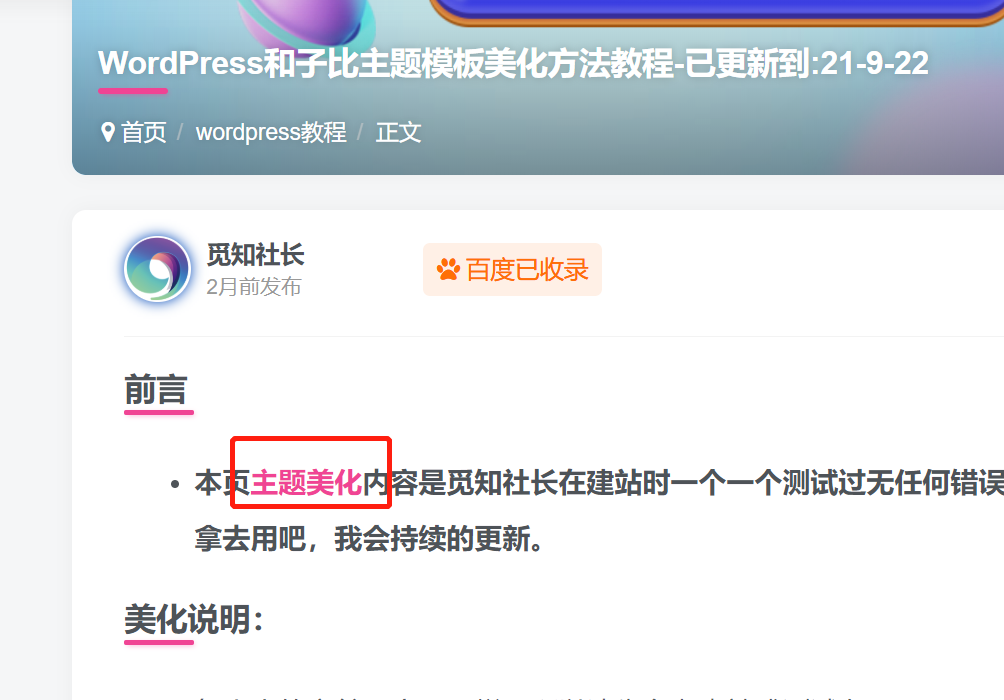 WordPress和子比主题模板美化方法教程-已更新到:21-9-22
首页 / wordpress教程 / 正文
觅知社长
百度已收录
2月前发布
前言
本页主题美化内容是觅知社长在建站时一个一个测试过无任何错误
拿去用吧，我会持续的更新。
美化说明：